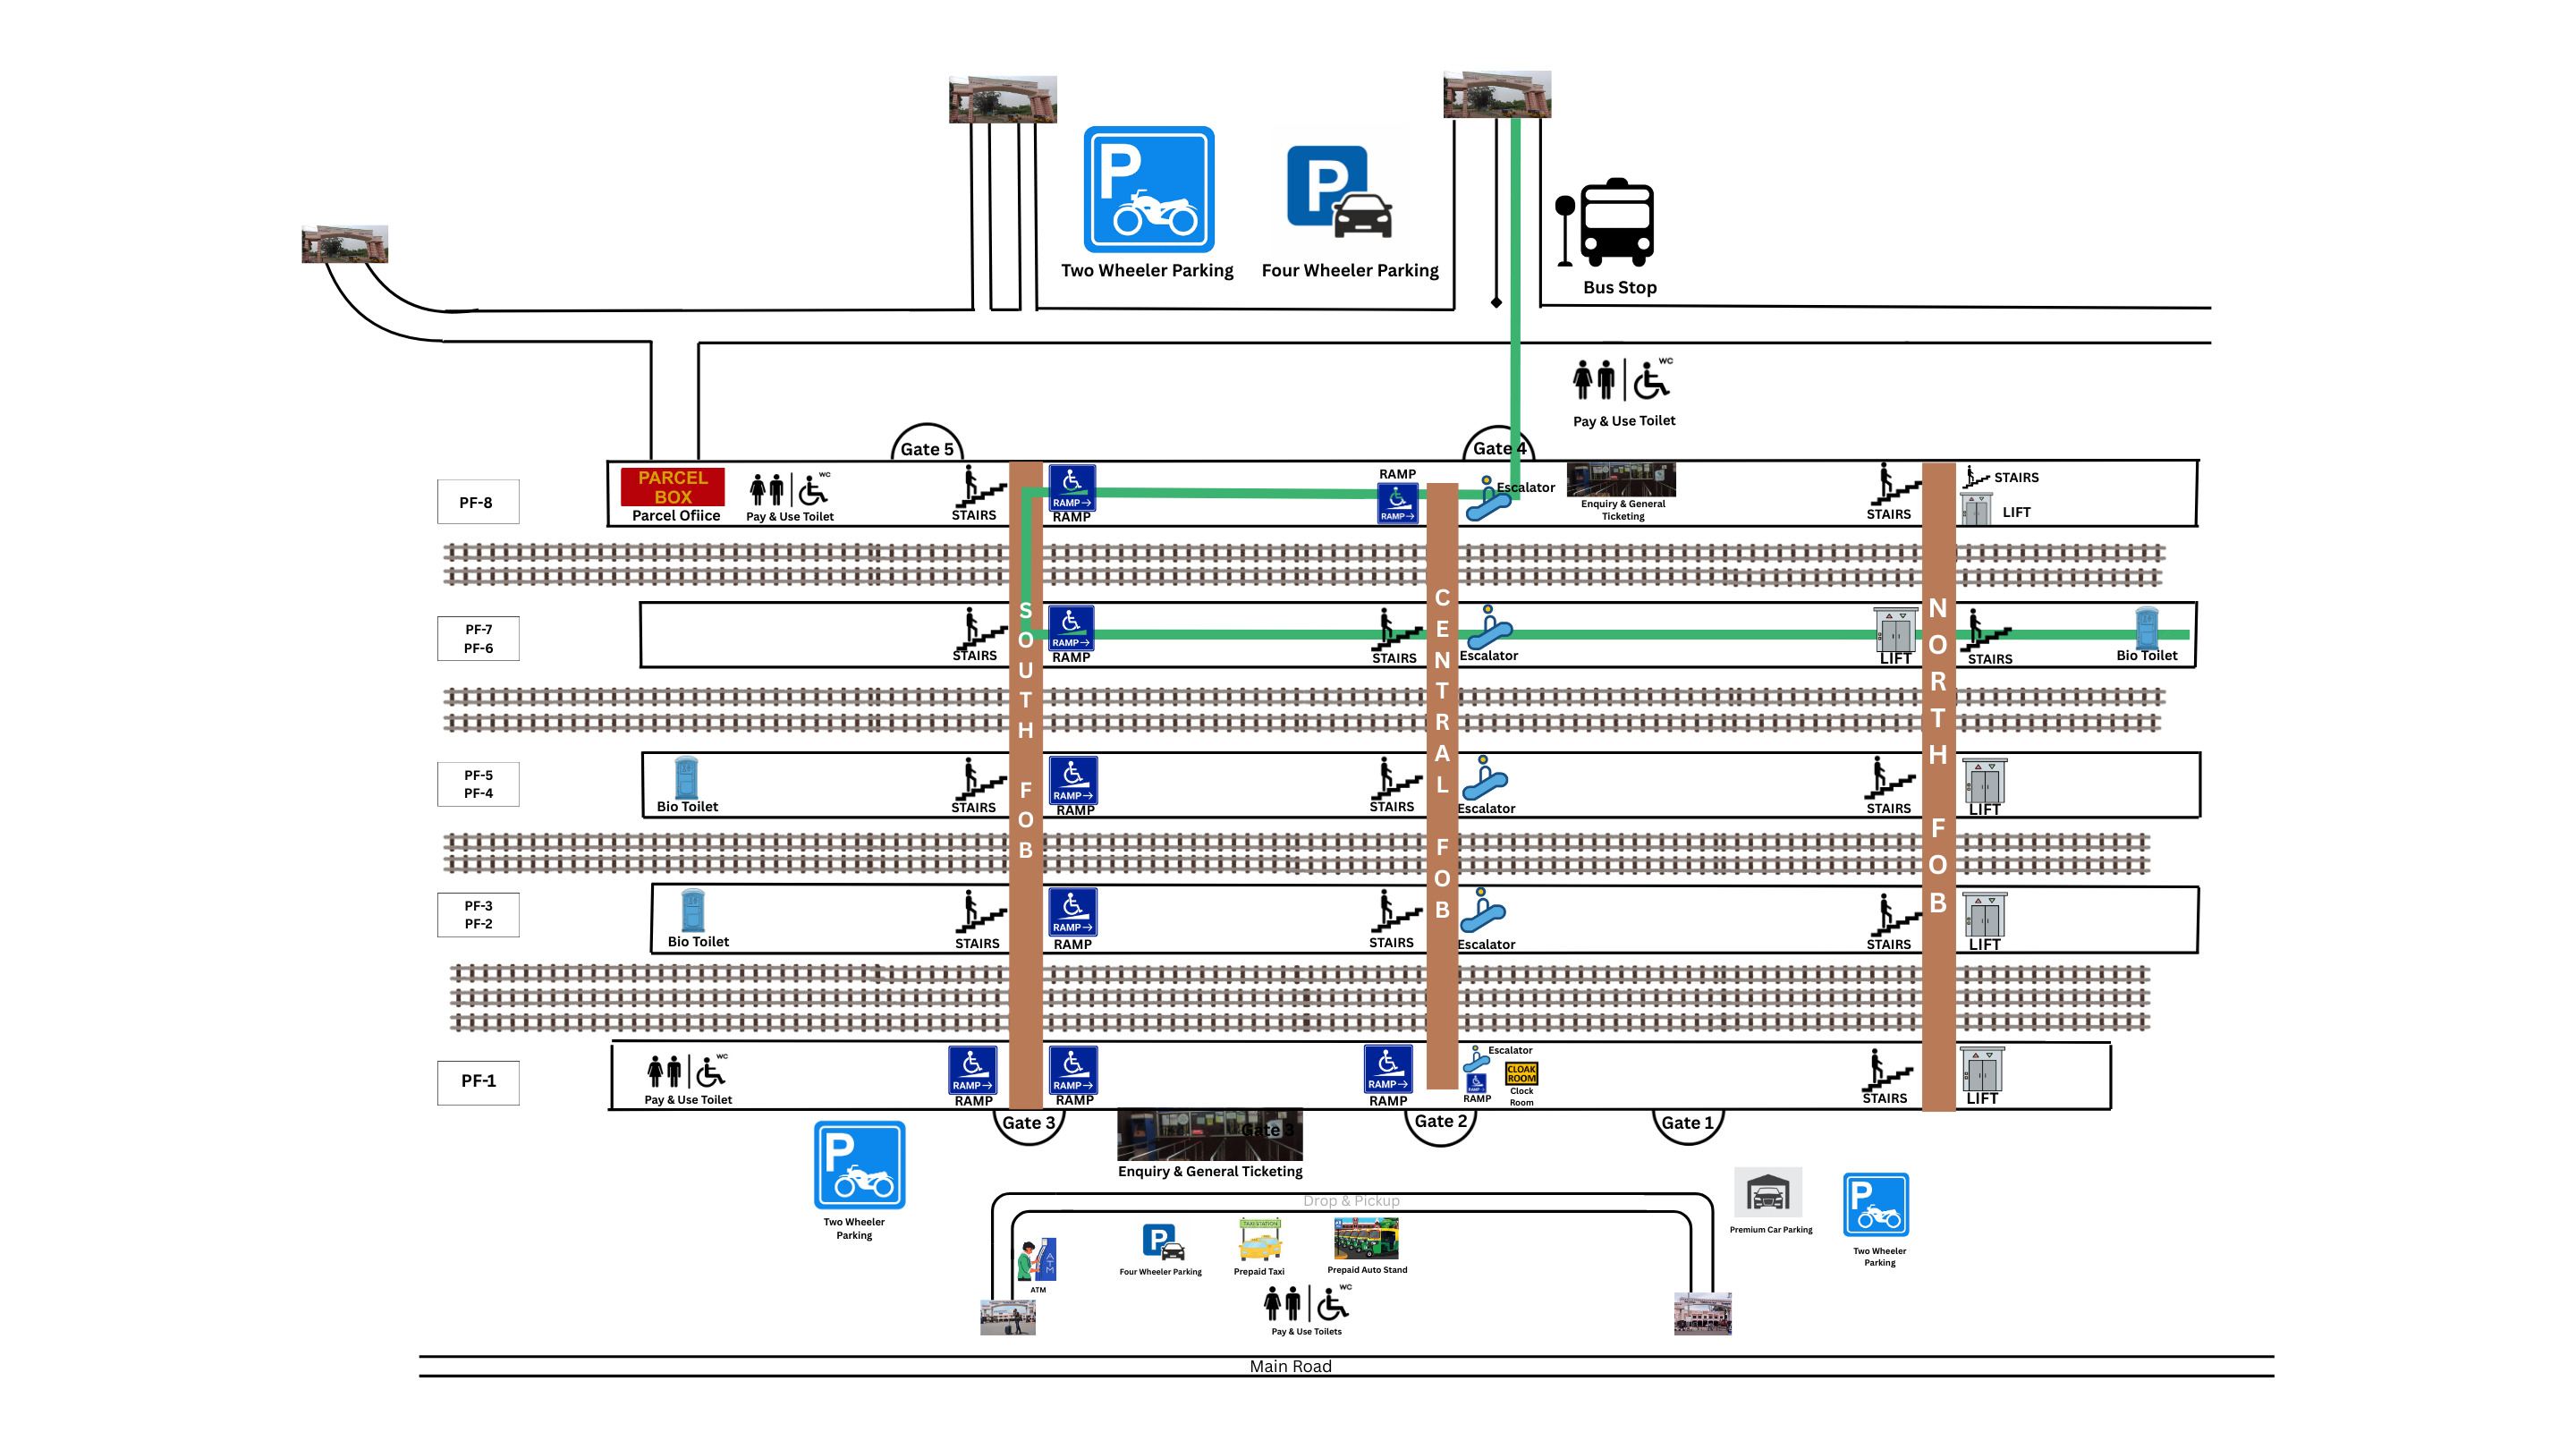 P
Two Wheeler Parking
P
Four Wheeler Parking
Bus Stop
WC
Pay & Use Toilet
Gate 5
Gate 4
PF-8
PARCEL
BOX
Parcel Ofiice
WC
Pay & Use Toilet
STAIRS
RAMP→
RAMP
RAMP
RAMP→
Escalator
Enquiry & General
Ticketing
STAIRS
STAIRS
LIFT
PF-7
PF-6
STAIRS
RAMP→
RAMP
STAIRS
Escalator
LIFT
STAIRS
Bio Toilet
SOUTH FOB
CENTRAL FOB
NORTH FOB
PF-5
PF-4
Bio Toilet
STAIRS
RAMP→
RAMP
STAIRS
Escalator
STAIRS
LIFT
PF-3
PF-2
Bio Toilet
STAIRS
RAMP→
RAMP
STAIRS
Escalator
STAIRS
LIFT
PF-1
WC
Pay & Use Toilet
RAMP→
RAMP
RAMP→
RAMP
RAMP→
RAMP
Escalator
RAMP→
RAMP
CLOAK
ROOM
Clock
Room
STAIRS
LIFT
Gate 3
Gate 3
Gate 2
Gate 1
Enquiry & General Ticketing
P
Two Wheeler
Parking
Drop & Pickup
ATM
ATM
P
Four Wheeler Parking
TAXI STATION
Prepaid Taxi
Prepaid Auto Stand
WC
Pay & Use Toilets
Premium Car Parking
P
Two Wheeler
Parking
Main Road